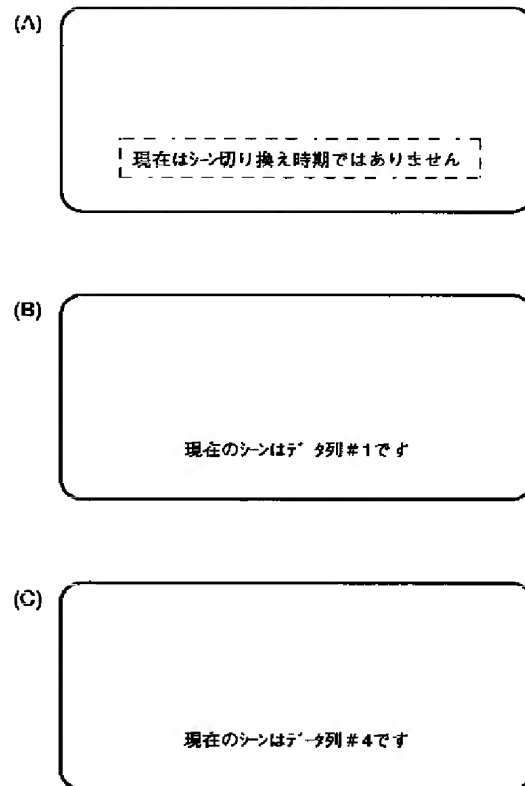 (A)
現在はシーン切り換え時期ではありません
(B)
現在のシーンはデータ列#1です
(C)
現在のシーンはデータ列#4です